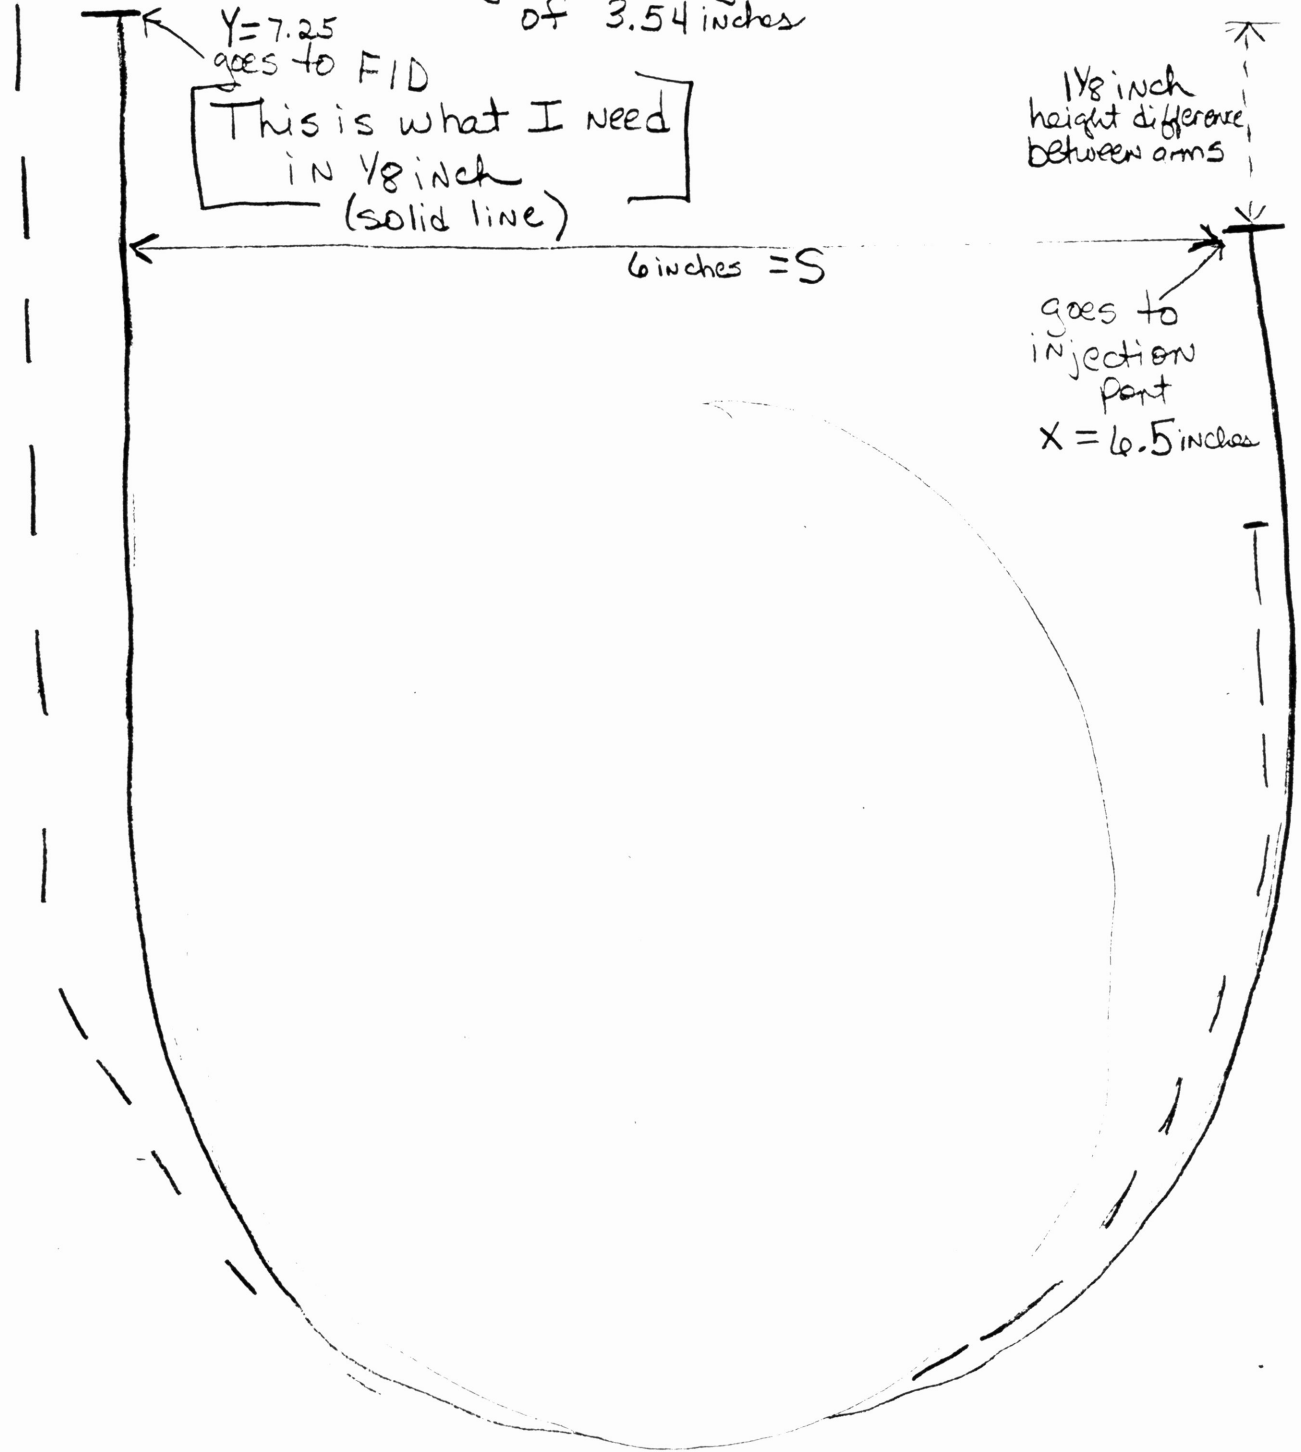 of 3.54 inches
Y=7.25
goes to FID
This is what I need
in 1/8 inch
(solid line)
1 1/8 inch
height difference
between arms
6 inches = S
goes to
injection
port
X = 6.5 inches